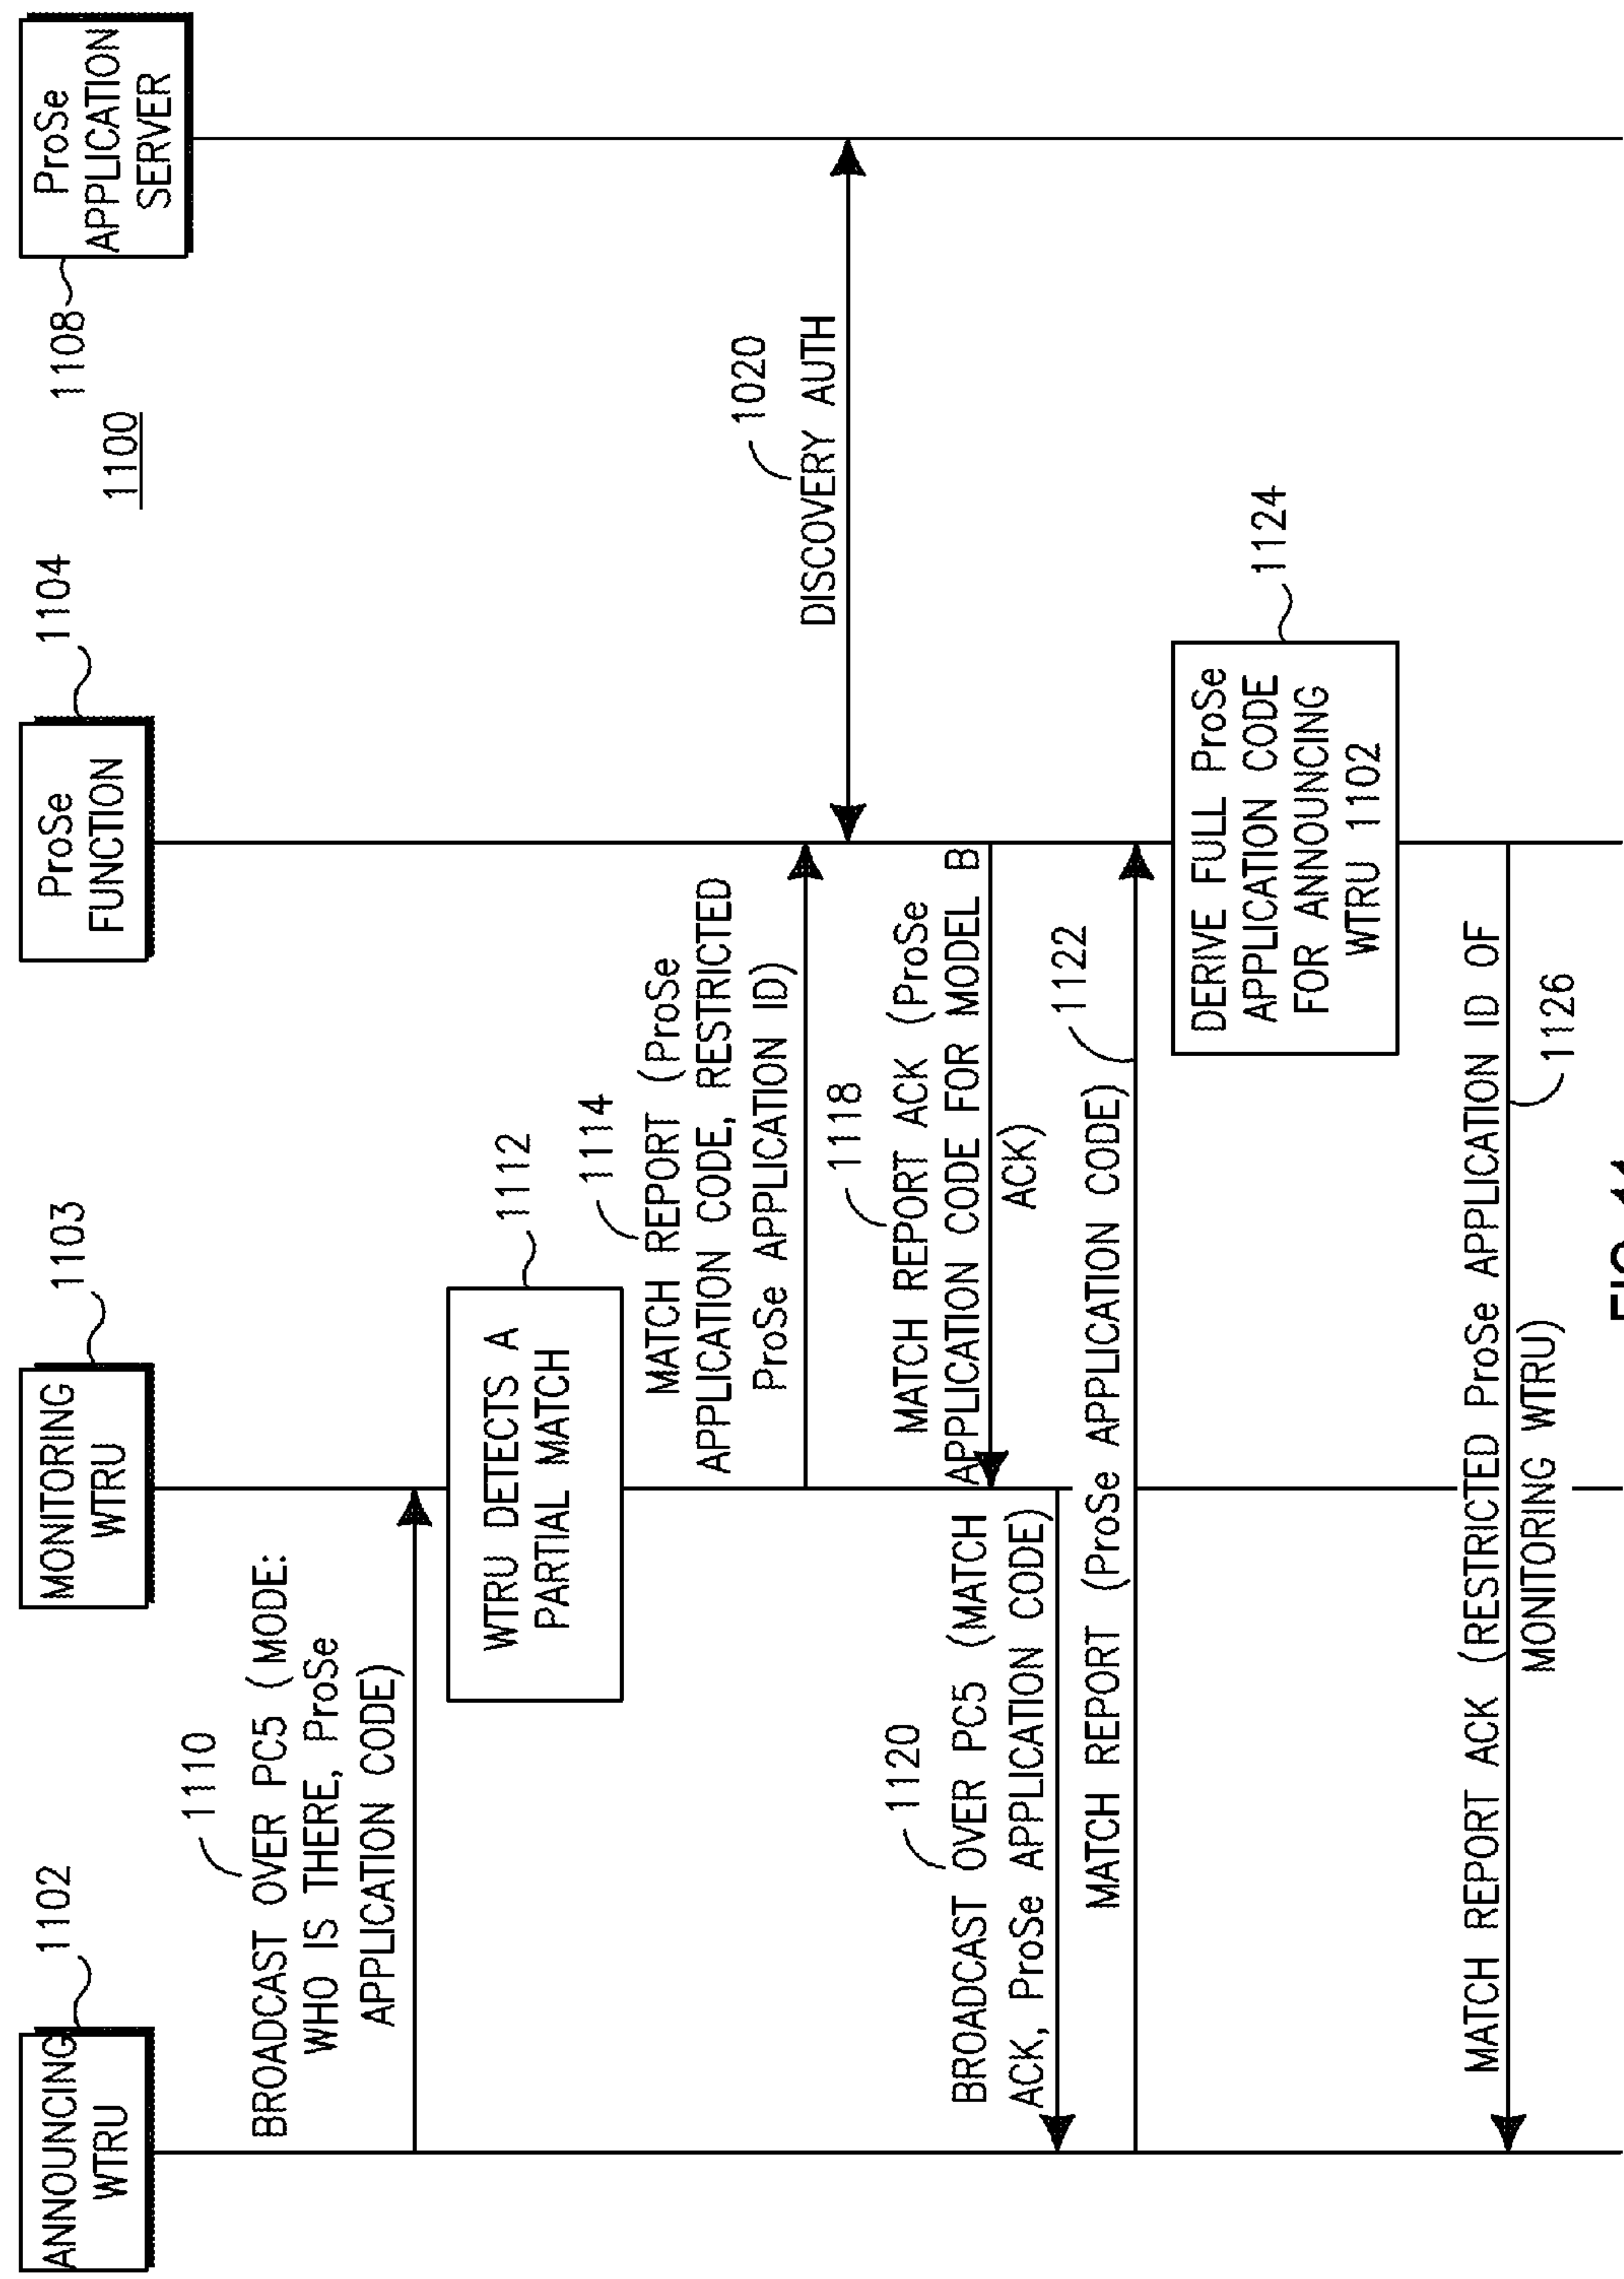 ANNOUNCING
WTRU
1102
MONITORING
WTRU
1103
ProSe
FUNCTION
1104
ProSe
APPLICATION
SERVER
1108
1100
1110
BROADCAST OVER PC5 (MODE:
WHO IS THERE, ProSe
APPLICATION CODE)
WTRU DETECTS A
PARTIAL MATCH
1112
1114
MATCH REPORT (ProSe
APPLICATION CODE, RESTRICTED
ProSe APPLICATION ID)
1020
DISCOVERY AUTH
1118
MATCH REPORT ACK (ProSe
APPLICATION CODE FOR MODEL B
ACK)
1120
BROADCAST OVER PC5 (MATCH
ACK, ProSe APPLICATION CODE)
MATCH REPORT (ProSe APPLICATION CODE)
1122
DERIVE FULL ProSe
APPLICATION CODE
FOR ANNOUNCING
WTRU 1102
1124
MATCH REPORT ACK (RESTRICTED ProSe APPLICATION ID OF
MONITORING WTRU)
1126